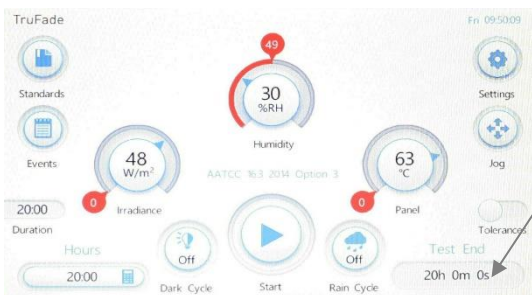 TruFade
Fri 09:50:09
49
Standards
30
%RH
Settings
Humidity
Events
48
W/m²
63
°C
Jog
AATCC 163 2014 Option 3
0
0
Irradiance
Panel
20:00
Duration
Tolerances
Hours
Off
Off
Test End
20:00
Dark Cycle
Start
Rain Cycle
20h 0m 0s